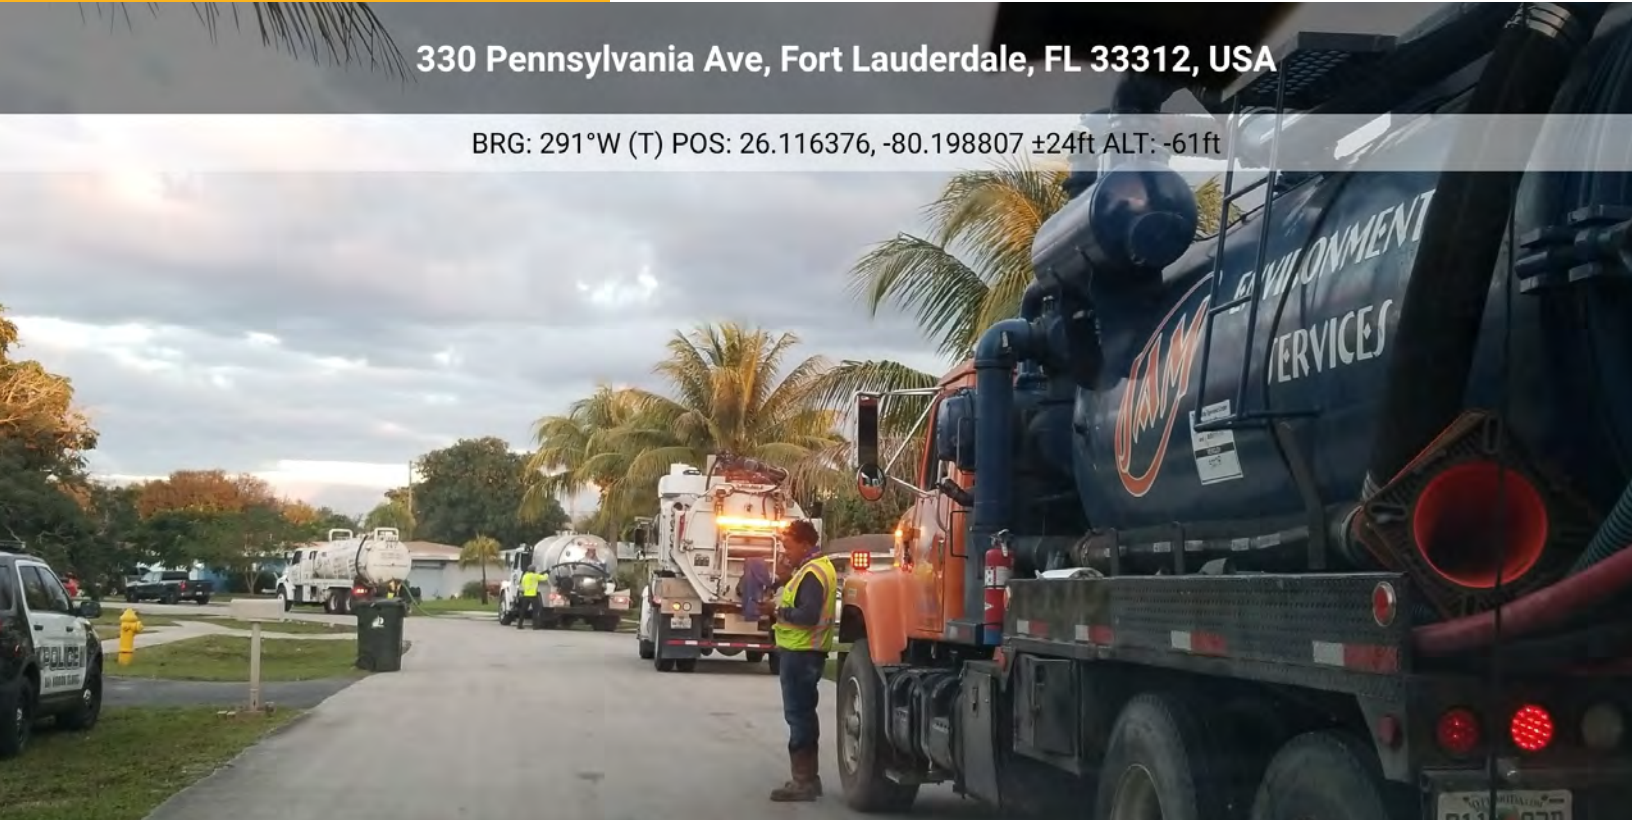 330 Pennsylvania Ave, Fort Lauderdale, FL 33312, USA
BRG: 291°W (T) POS: 26.116376, -80.198807 ±24ft ALT: -61ft
ENVIRONMENT
JAM
SERVICES
POLICE